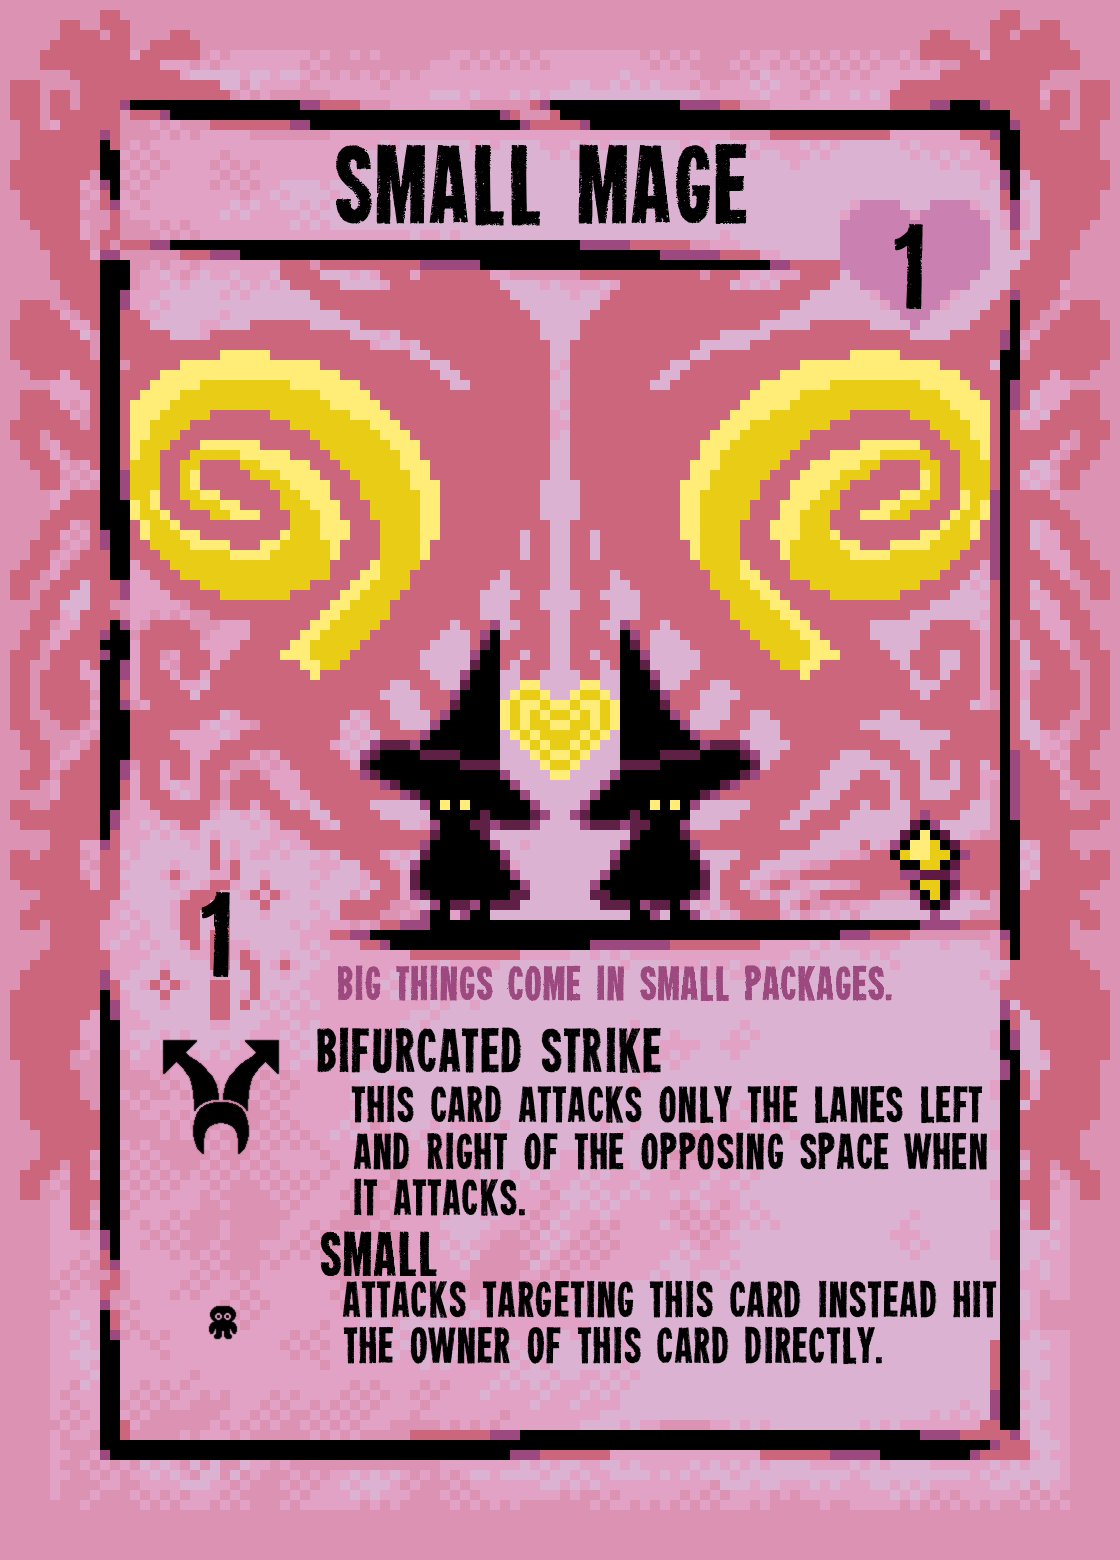 SMALL MAGE
1
1
BIG THINGS COME IN SMALL PACKAGES.
BIFURCATED STRIKE
THIS CARD ATTACKS ONLY THE LANES LEFT
AND RIGHT OF THE OPPOSING SPACE WHEN
IT ATTACKS.
SMALL
ATTACKS TARGETING THIS CARD INSTEAD HIT
THE OWNER OF THIS CARD DIRECTLY.